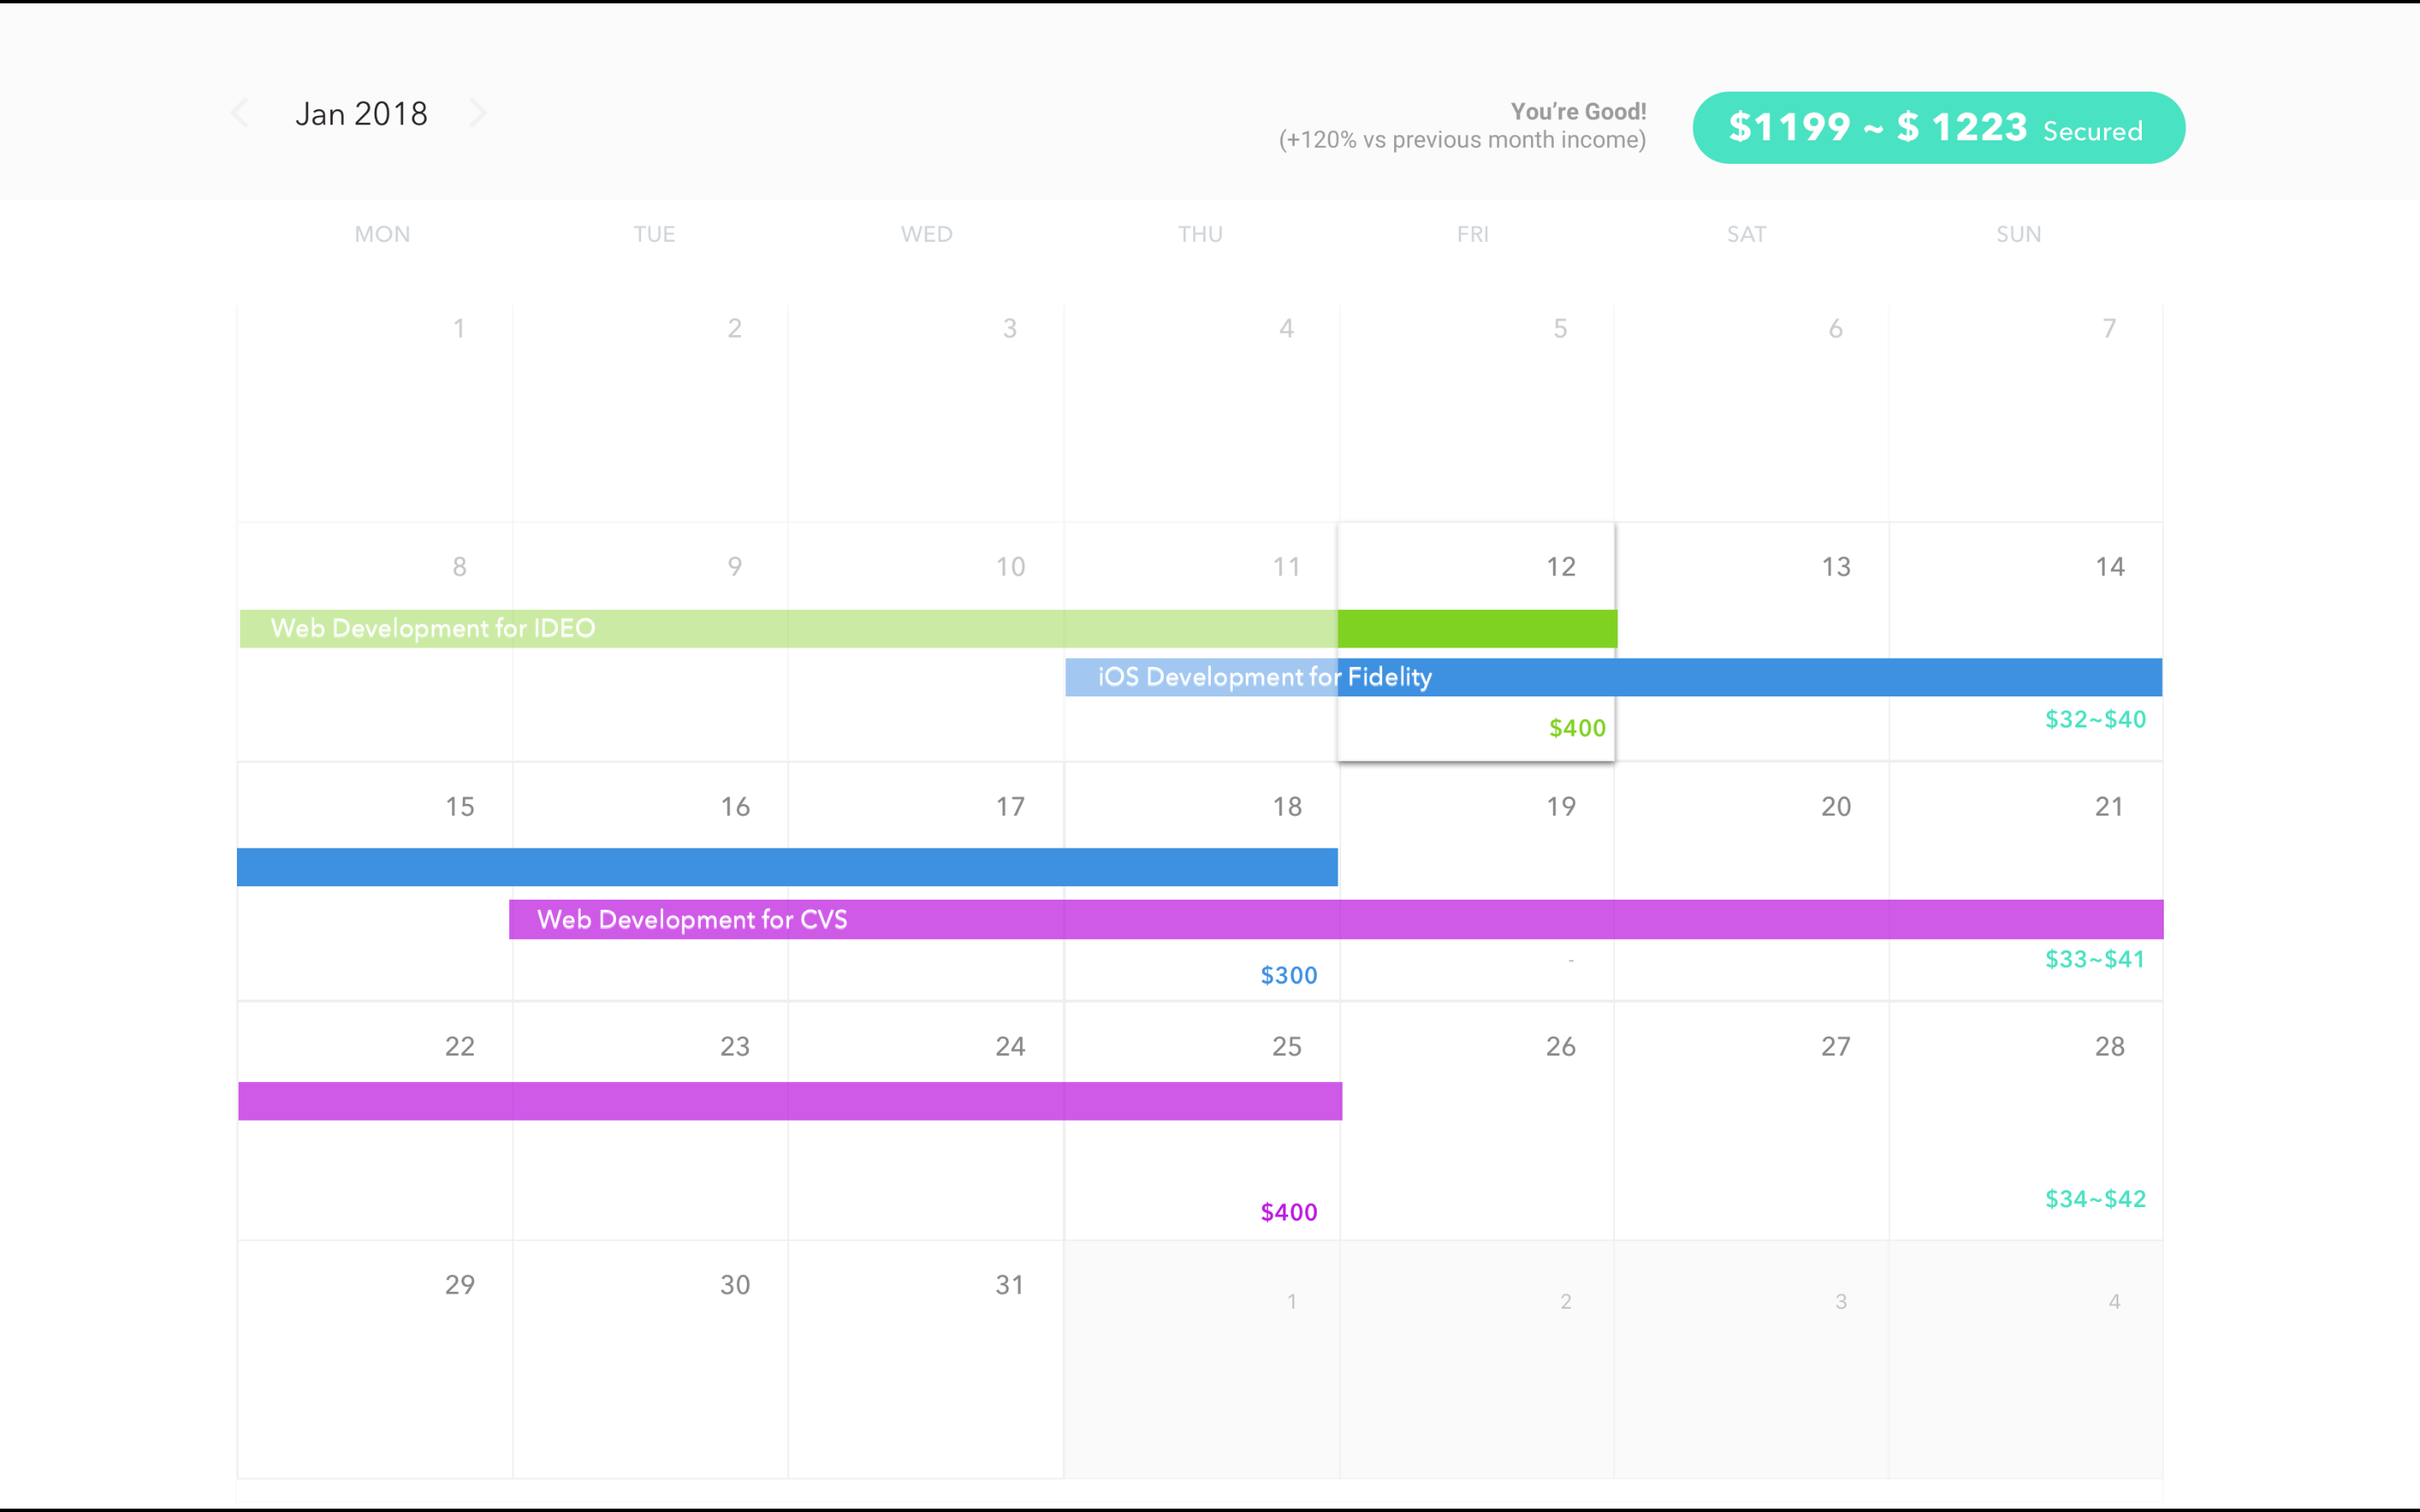 You're Good!
Jan 2018
$1199 ~ $ 1223 Secured
(+120% vs previous month income)
MON TUE WED THU FRI SAT SUN
1 2 3 4 5 6 7
8 9 10 11 12 13 14
Web Development for IDEO
iOS Development for Fidelity
$400 $32~$40
15 16 17 18 19 20 21
Web Development for CVS
- $33~$41
$300
22 23 24 25 26 27 28
$34~$42
$400
29 30 31 1 2 3 4